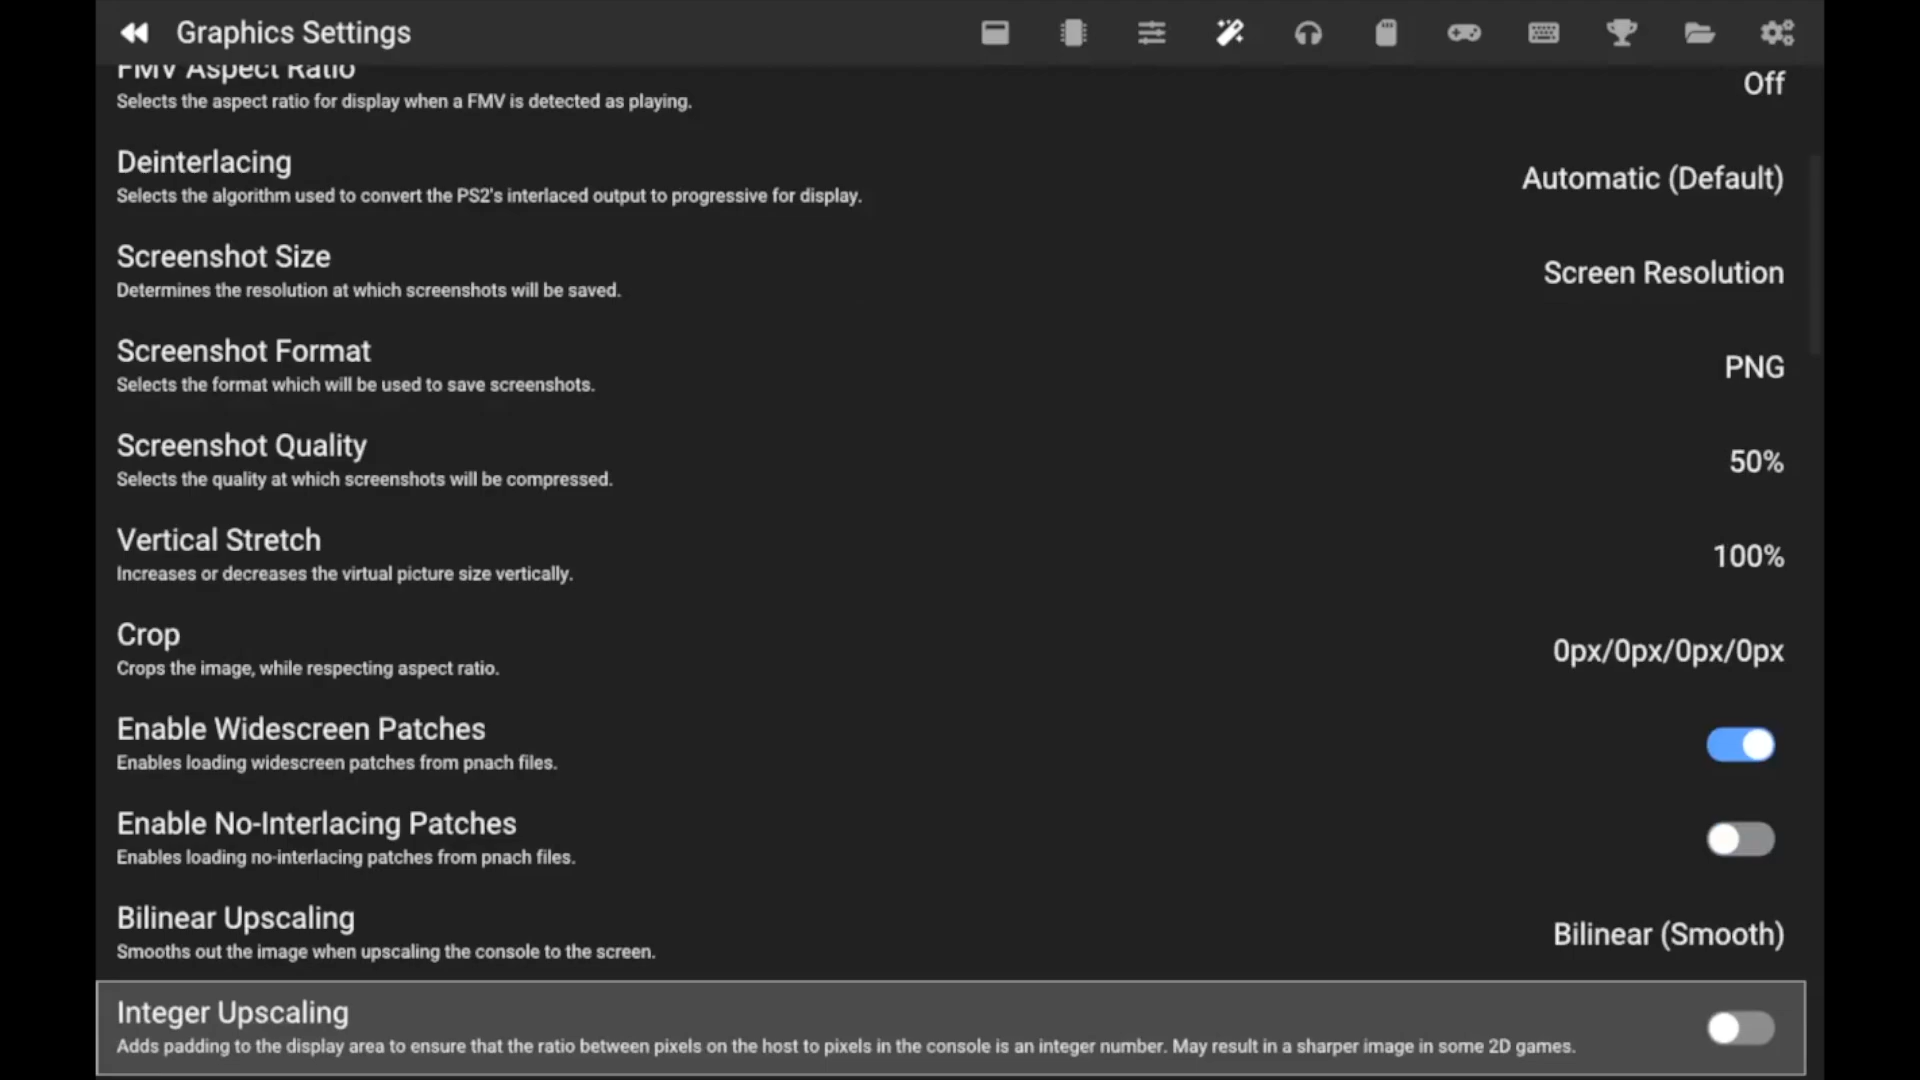 Graphics Settings
FMV Aspect Ratio
Off
Selects the aspect ratio for display when a FMV is detected as playing.
Deinterlacing
Automatic (Default)
Selects the algorithm used to convert the PS2's interlaced output to progressive for display.
Screenshot Size
Screen Resolution
Determines the resolution at which screenshots will be saved.
Screenshot Format
PNG
Selects the format which will be used to save screenshots.
Screenshot Quality
50%
Selects the quality at which screenshots will be compressed.
Vertical Stretch
100%
Increases or decreases the virtual picture size vertically.
Crop
0px/0px/0px/0px
Crops the image, while respecting aspect ratio.
Enable Widescreen Patches
Enables loading widescreen patches from pnach files.
Enable No-Interlacing Patches
Enables loading no-interlacing patches from pnach files.
Bilinear Upscaling
Bilinear (Smooth)
Smooths out the image when upscaling the console to the screen.
Integer Upscaling
Adds padding to the display area to ensure that the ratio between pixels on the host to pixels in the console is an integer number. May result in a sharper image in some 2D games.